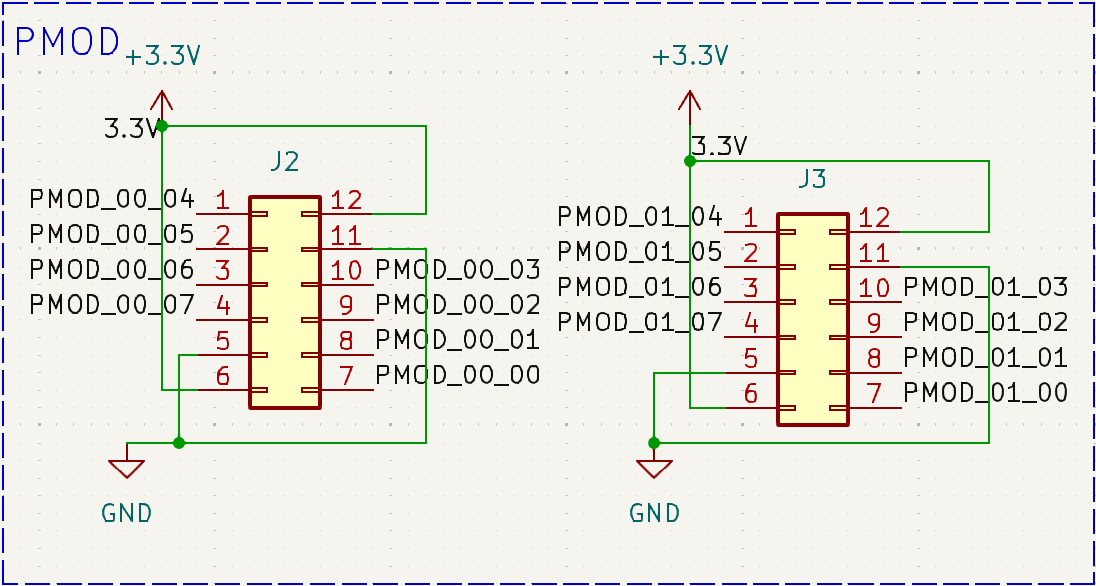 PMOD
+3.3V
3.3V
J2
PMOD_00_04 1 12
PMOD_00_05 2 11
PMOD_00_06 3 10 PMOD_00_03
PMOD_00_07 4 9 PMOD_00_02
5 8 PMOD_00_01
6 7 PMOD_00_00
GND
+3.3V
3.3V
J3
PMOD_01_04 1 12
PMOD_01_05 2 11
PMOD_01_06 3 10 PMOD_01_03
PMOD_01_07 4 9 PMOD_01_02
5 8 PMOD_01_01
6 7 PMOD_01_00
GND